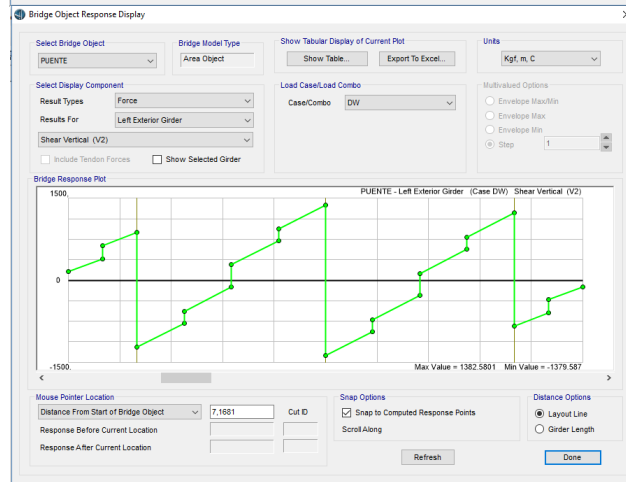 Bridge Object Response Display
Select Bridge Object
PUENTE
Bridge Model Type
Area Object
Show Tabular Display of Current Plot
Show Table...
Export To Excel...
Units
Kgf, m, C
Select Display Component
Result Types
Force
Results For
Left Exterior Girder
Shear Vertical (V2)
Include Tendon Forces
Show Selected Girder
Load Case/Load Combo
Case/Combo
DW
Multivalued Options
Envelope Max/Min
Envelope Max
Envelope Min
Step
1
Bridge Response Plot
1500,
PUENTE - Left Exterior Girder (Case DW) Shear Vertical (V2)
0
-1500,
Max Value = 1382.5801 Min Value = -1379.587
Mouse Pointer Location
Distance From Start of Bridge Object
7,1681
Cut ID
Response Before Current Location
Response After Current Location
Snap Options
Snap to Computed Response Points
Scroll Along
Distance Options
Layout Line
Girder Length
Refresh
Done